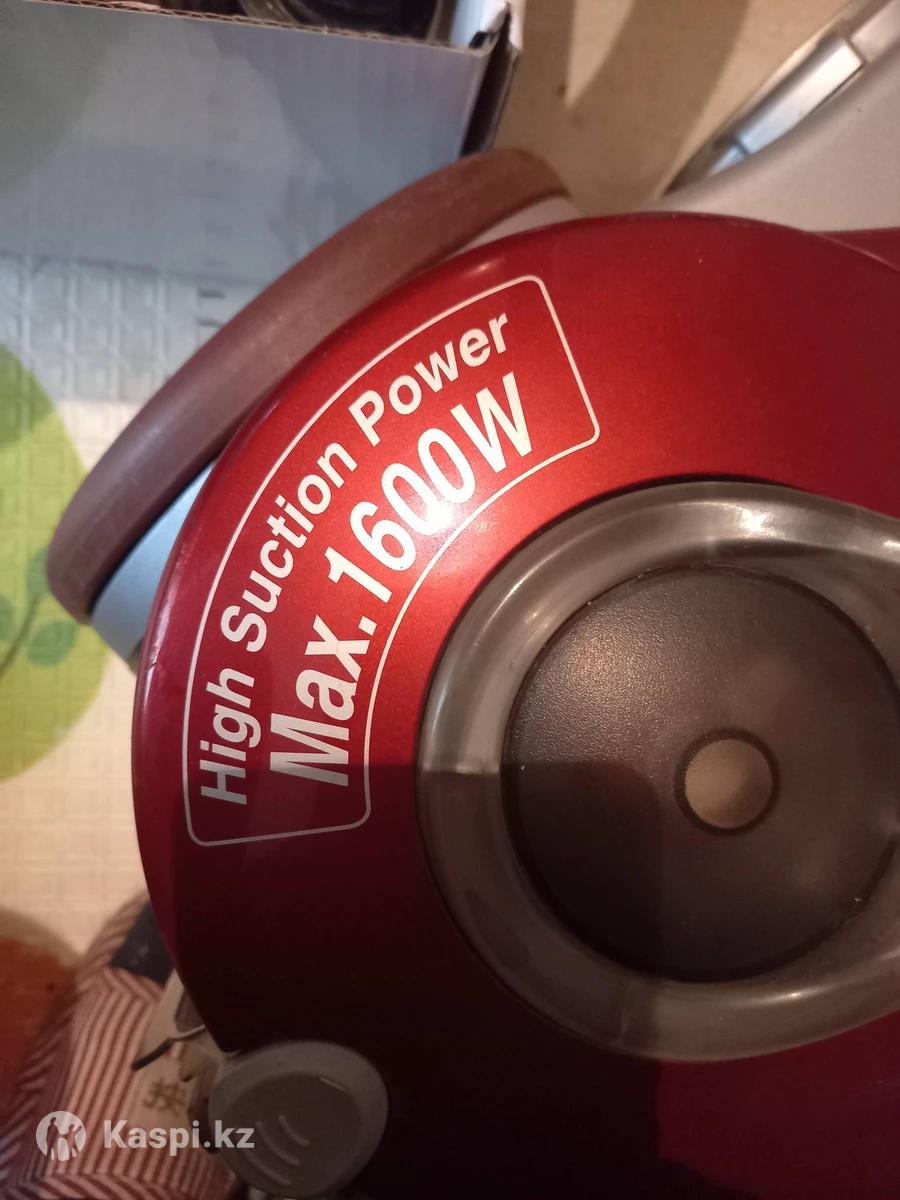 High Suction Power
Max. 1600W
Kaspi.kz